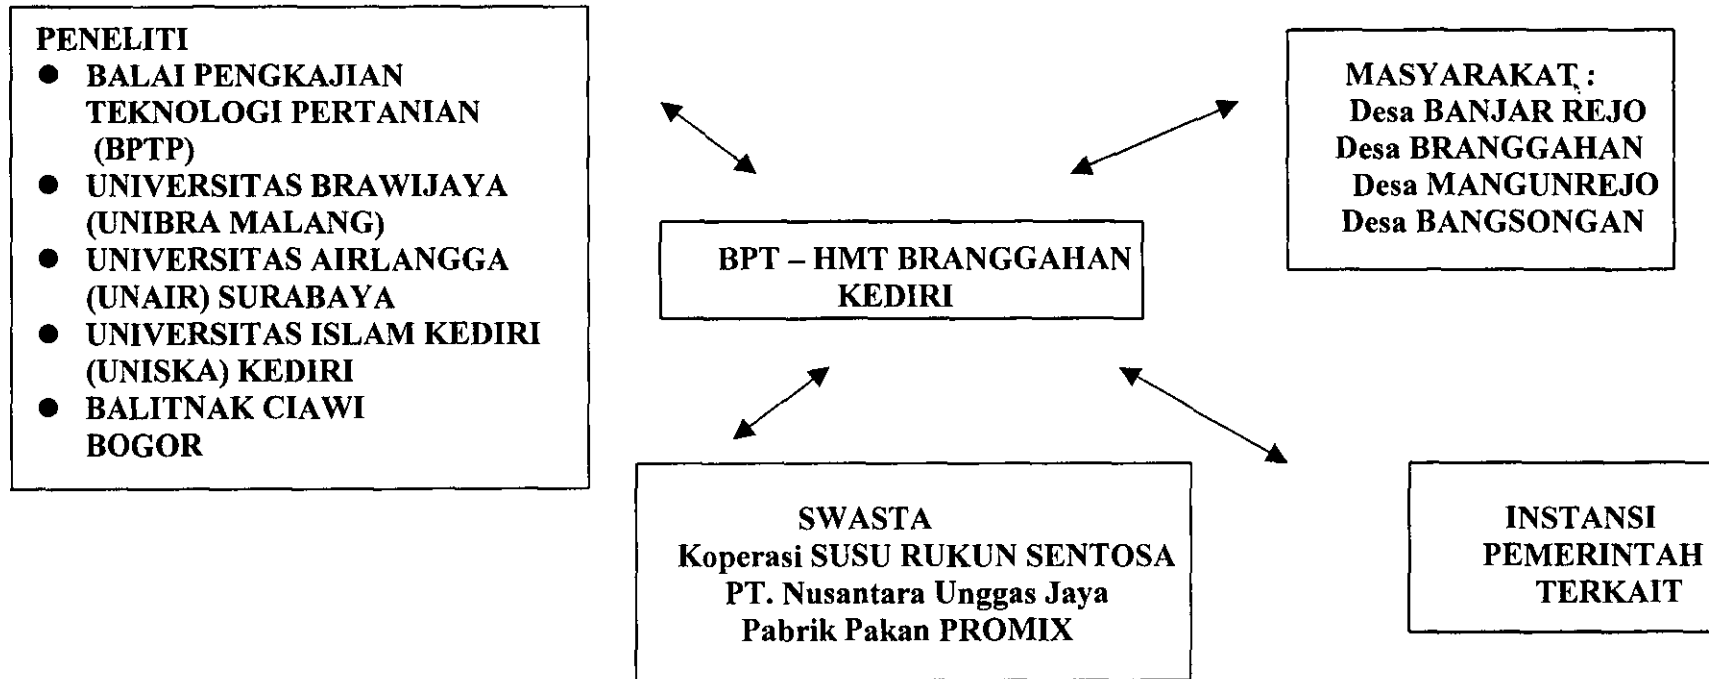 PENELITI
● BALAI PENGKAJIAN
TEKNOLOGI PERTANIAN
(BPTP)
● UNIVERSITAS BRAWIJAYA
(UNIBRA MALANG)
● UNIVERSITAS AIRLANGGA
(UNAIR) SURABAYA
● UNIVERSITAS ISLAM KEDIRI
(UNISKA) KEDIRI
● BALITNAK CIAWI
BOGOR
MASYARAKAT :
Desa BANJAR REJO
Desa BRANGGAHAN
Desa MANGUNREJO
Desa BANGSONGAN
BPT – HMT BRANGGAHAN
KEDIRI
SWASTA
Koperasi SUSU RUKUN SENTOSA
PT. Nusantara Unggas Jaya
Pabrik Pakan PROMIX
INSTANSI
PEMERINTAH
TERKAIT